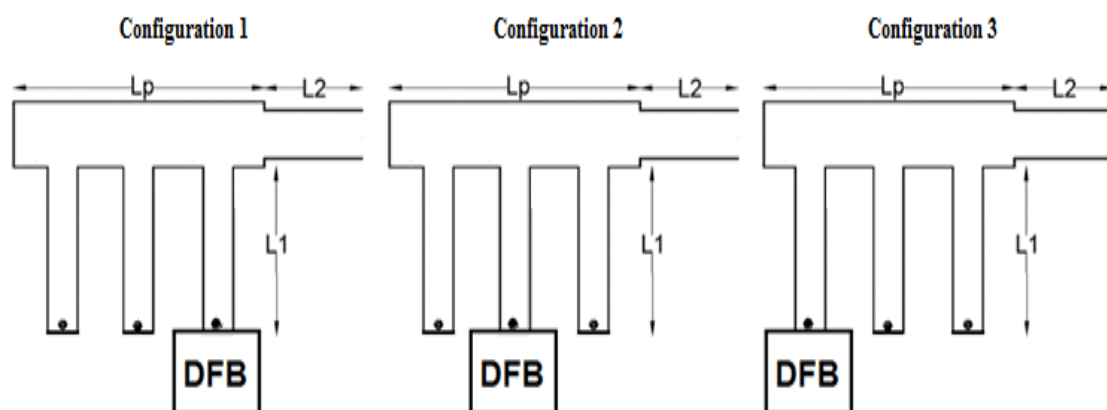 Configuration 1
Configuration 2
Configuration 3
Lp
L2
Lp
L2
Lp
L2
L1
L1
L1
DFB
DFB
DFB